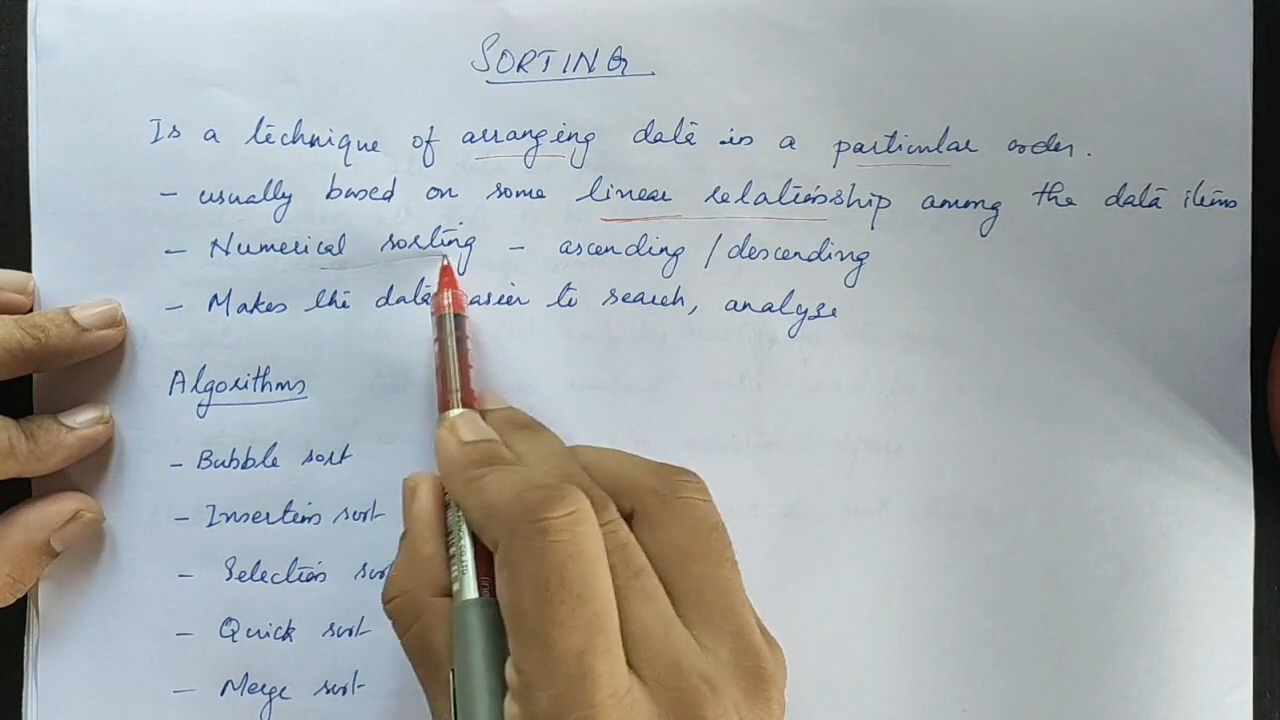 SORTING
Is a technique of arranging data in a particular order.
- usually based on some linear relationship among the data items
- Numerical sorting - ascending / descending
- Makes the data easier to search, analyse
Algorithms
- Bubble sort
- Insertion sort
- Selection sort
- Quick sort
- Merge sort